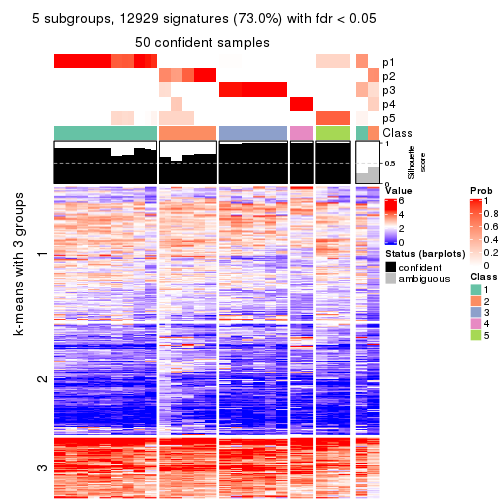 5 subgroups, 12929 signatures (73.0%) with fdr < 0.05
50 confident samples
p1
p2
p3
p4
p5
Class
1
0.5
0
Silhouette
score
k-means with 3 groups
1
2
3
Value
6
4
2
0
Status (barplots)
confident
ambiguous
Prob
1
0.8
0.6
0.4
0.2
0
Class
1
2
3
4
5